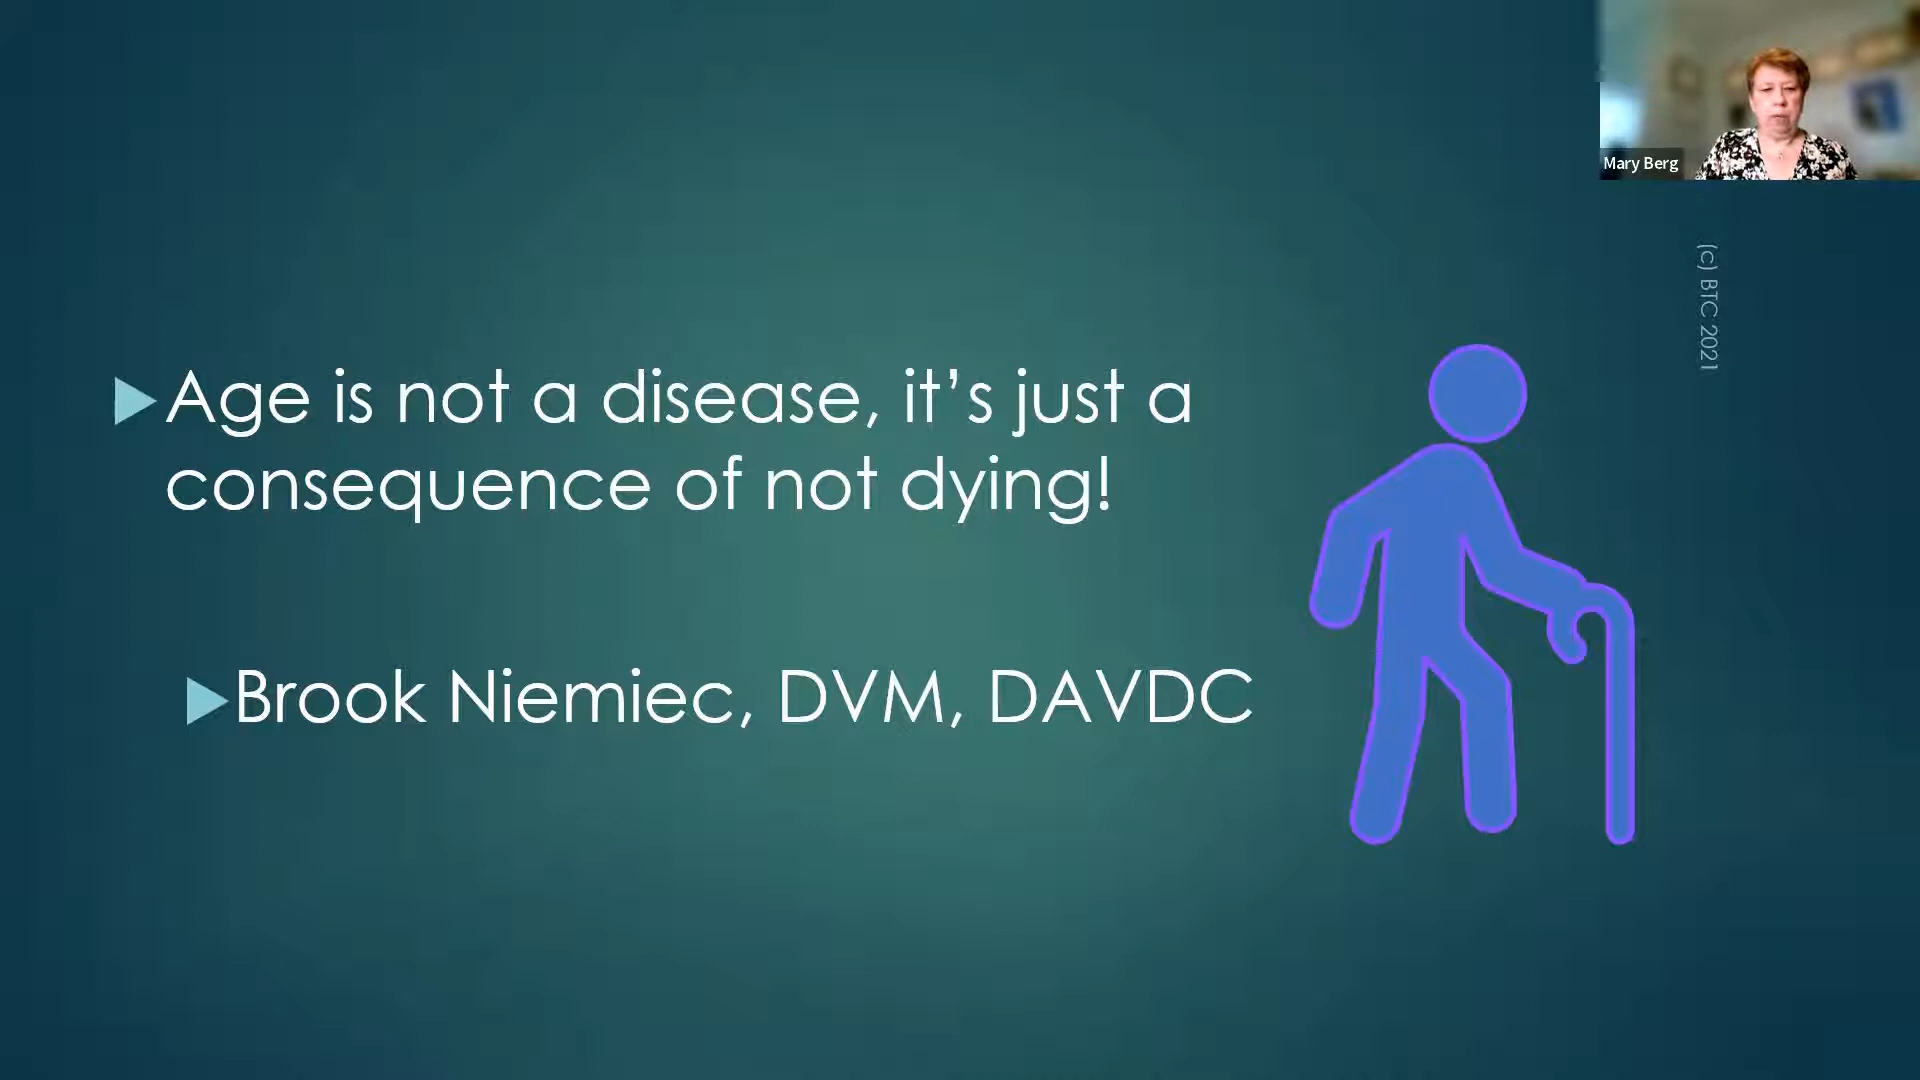 Mary Berg
(c) BTC 2021
Age is not a disease, it’s just a
consequence of not dying!
Brook Niemiec, DVM, DAVDC